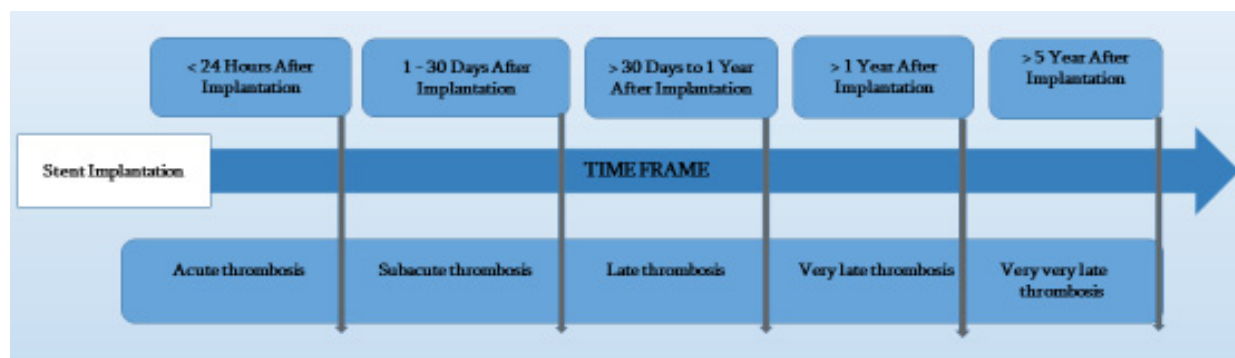 < 24 Hours After
Implantation
1 – 30 Days After
Implantation
> 30 Days to 1 Year
After Implantation
> 1 Year After
Implantation
> 5 Year After
Implantation
Stent Implantation
TIME FRAME
Acute thrombosis
Subacute thrombosis
Late thrombosis
Very late thrombosis
Very very late
thrombosis